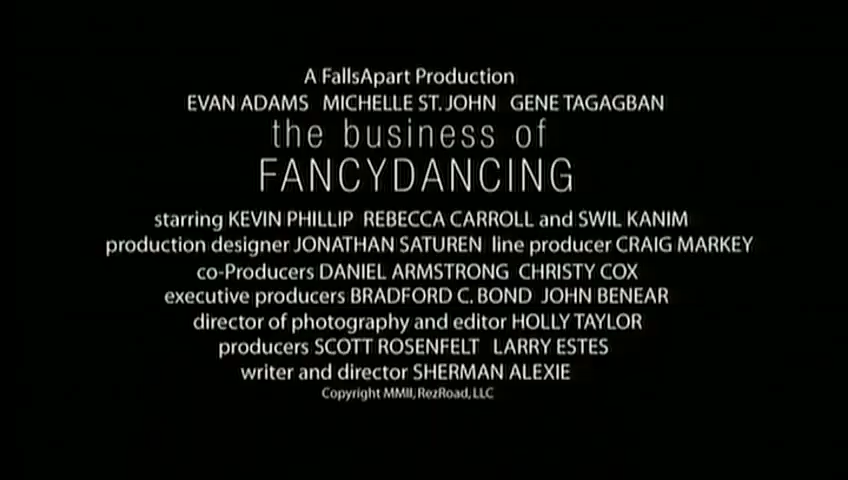 A FallsApart Production
EVAN ADAMS MICHELLE ST. JOHN GENE TAGAGBAN
the business of
FANCYDANCING
starring KEVIN PHILLIP REBECCA CARROLL and SWIL KANIM
production designer JONATHAN SATUREN line producer CRAIG MARKEY
co-Producers DANIEL ARMSTRONG CHRISTY COX
executive producers BRADFORD C. BOND JOHN BENEAR
director of photography and editor HOLLY TAYLOR
producers SCOTT ROSENFELT LARRY ESTES
writer and director SHERMAN ALEXIE
Copyright MMII, RezRoad, LLC